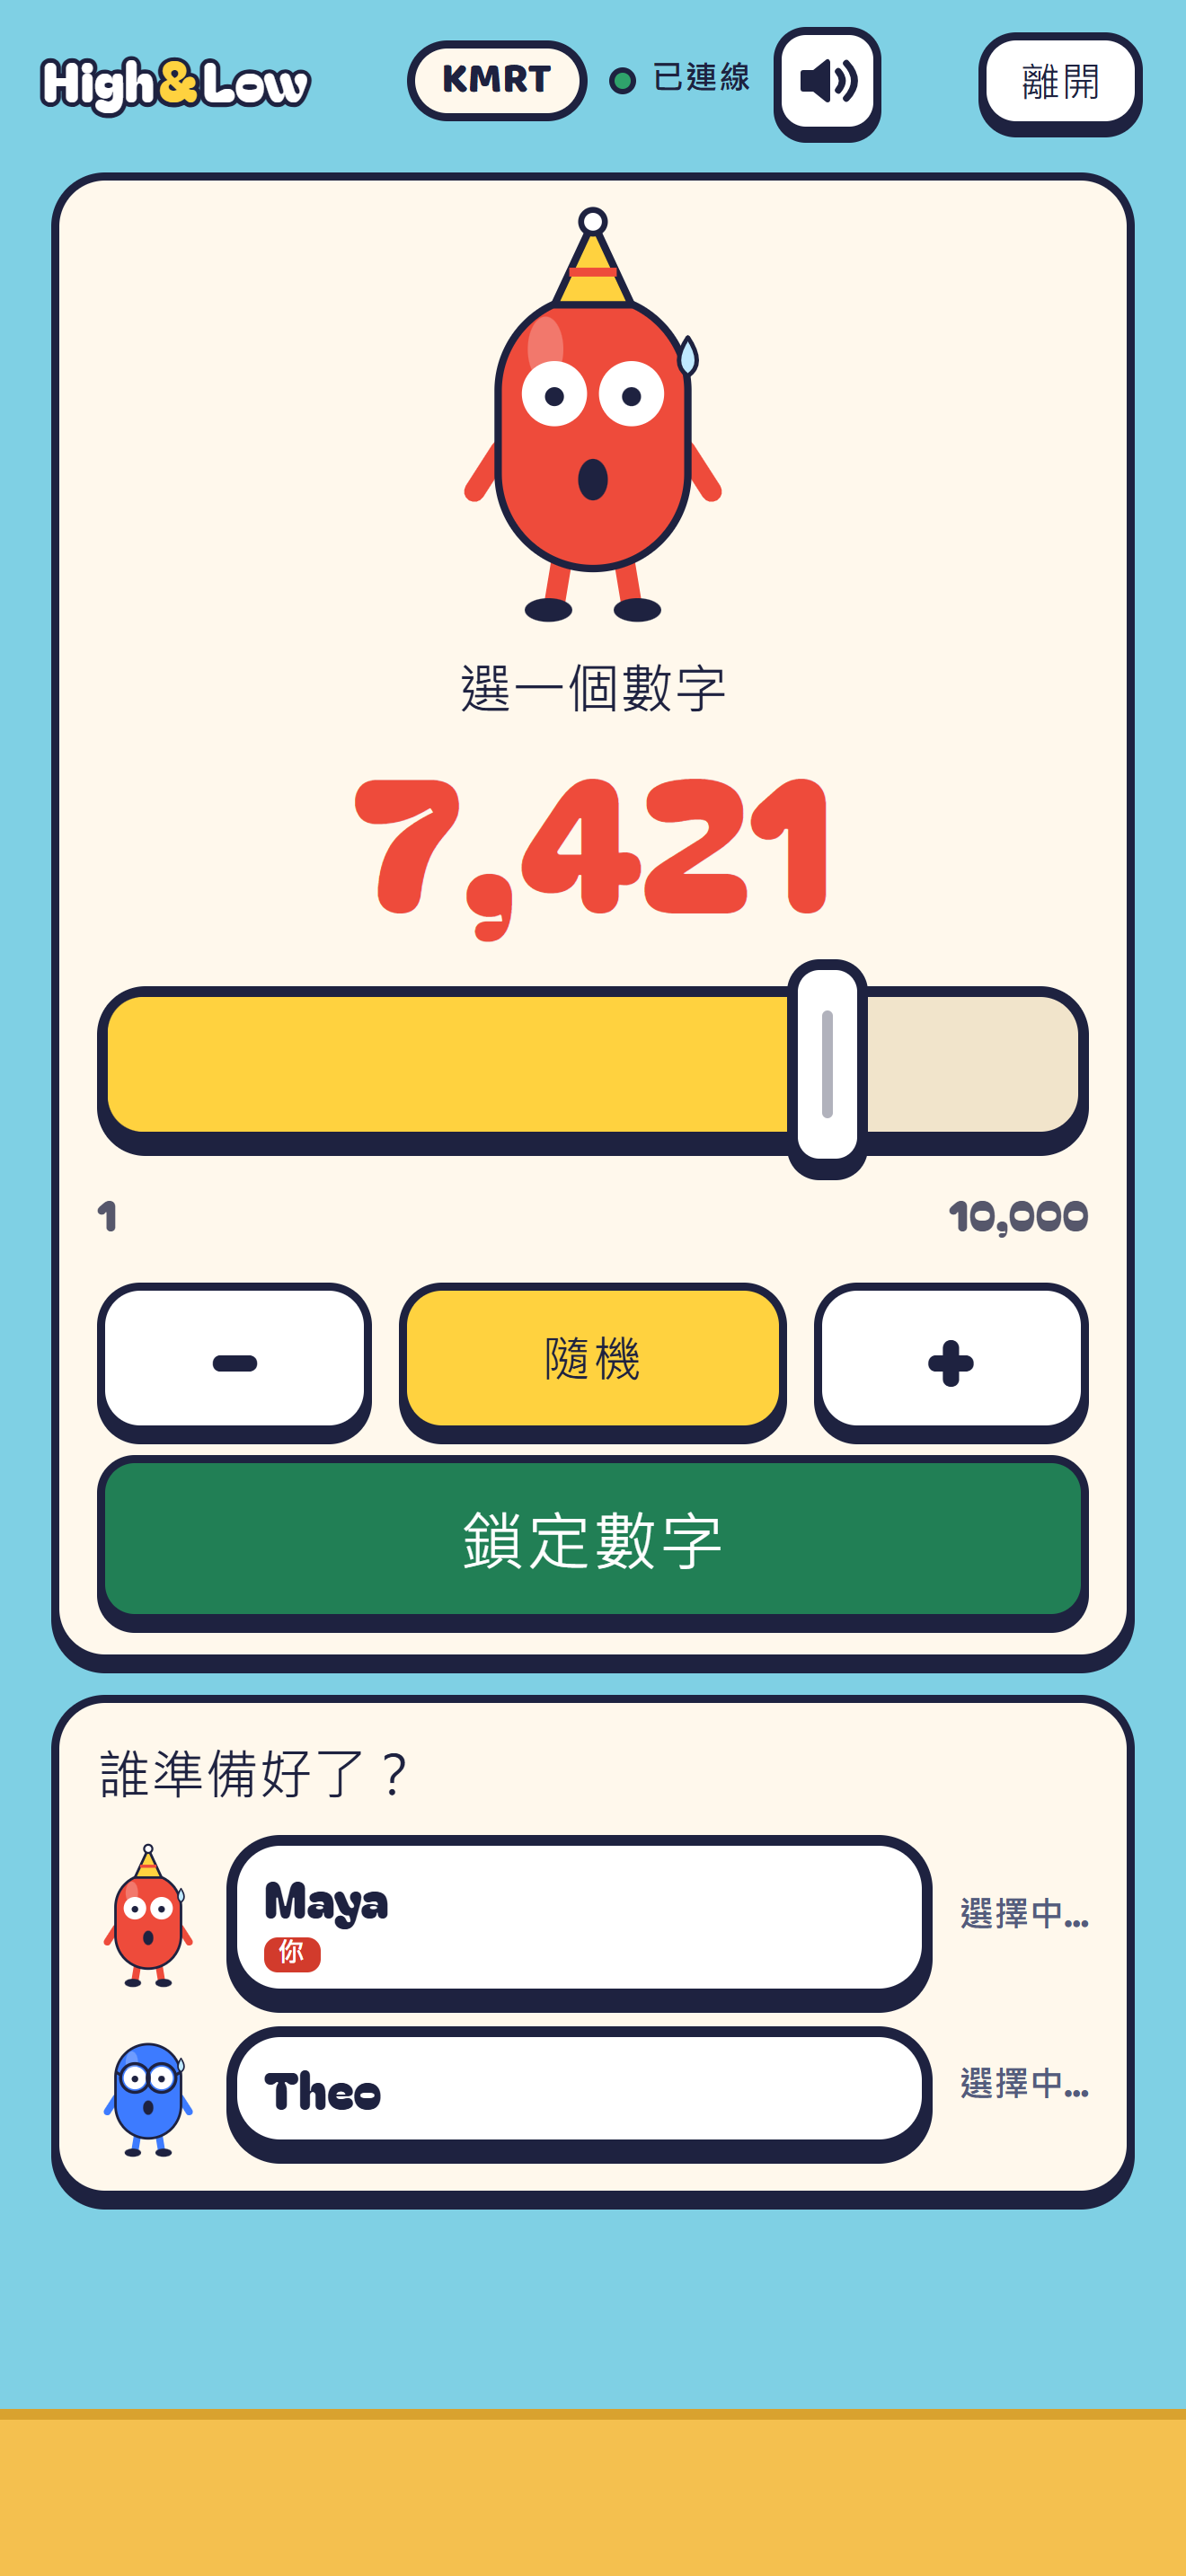 High&Low
KMRT
已連線
離開
選一個數字
7,421
1
10,000
-
隨機
+
鎖定數字
誰準備好了？
Maya
你
選擇中...
Theo
選擇中...